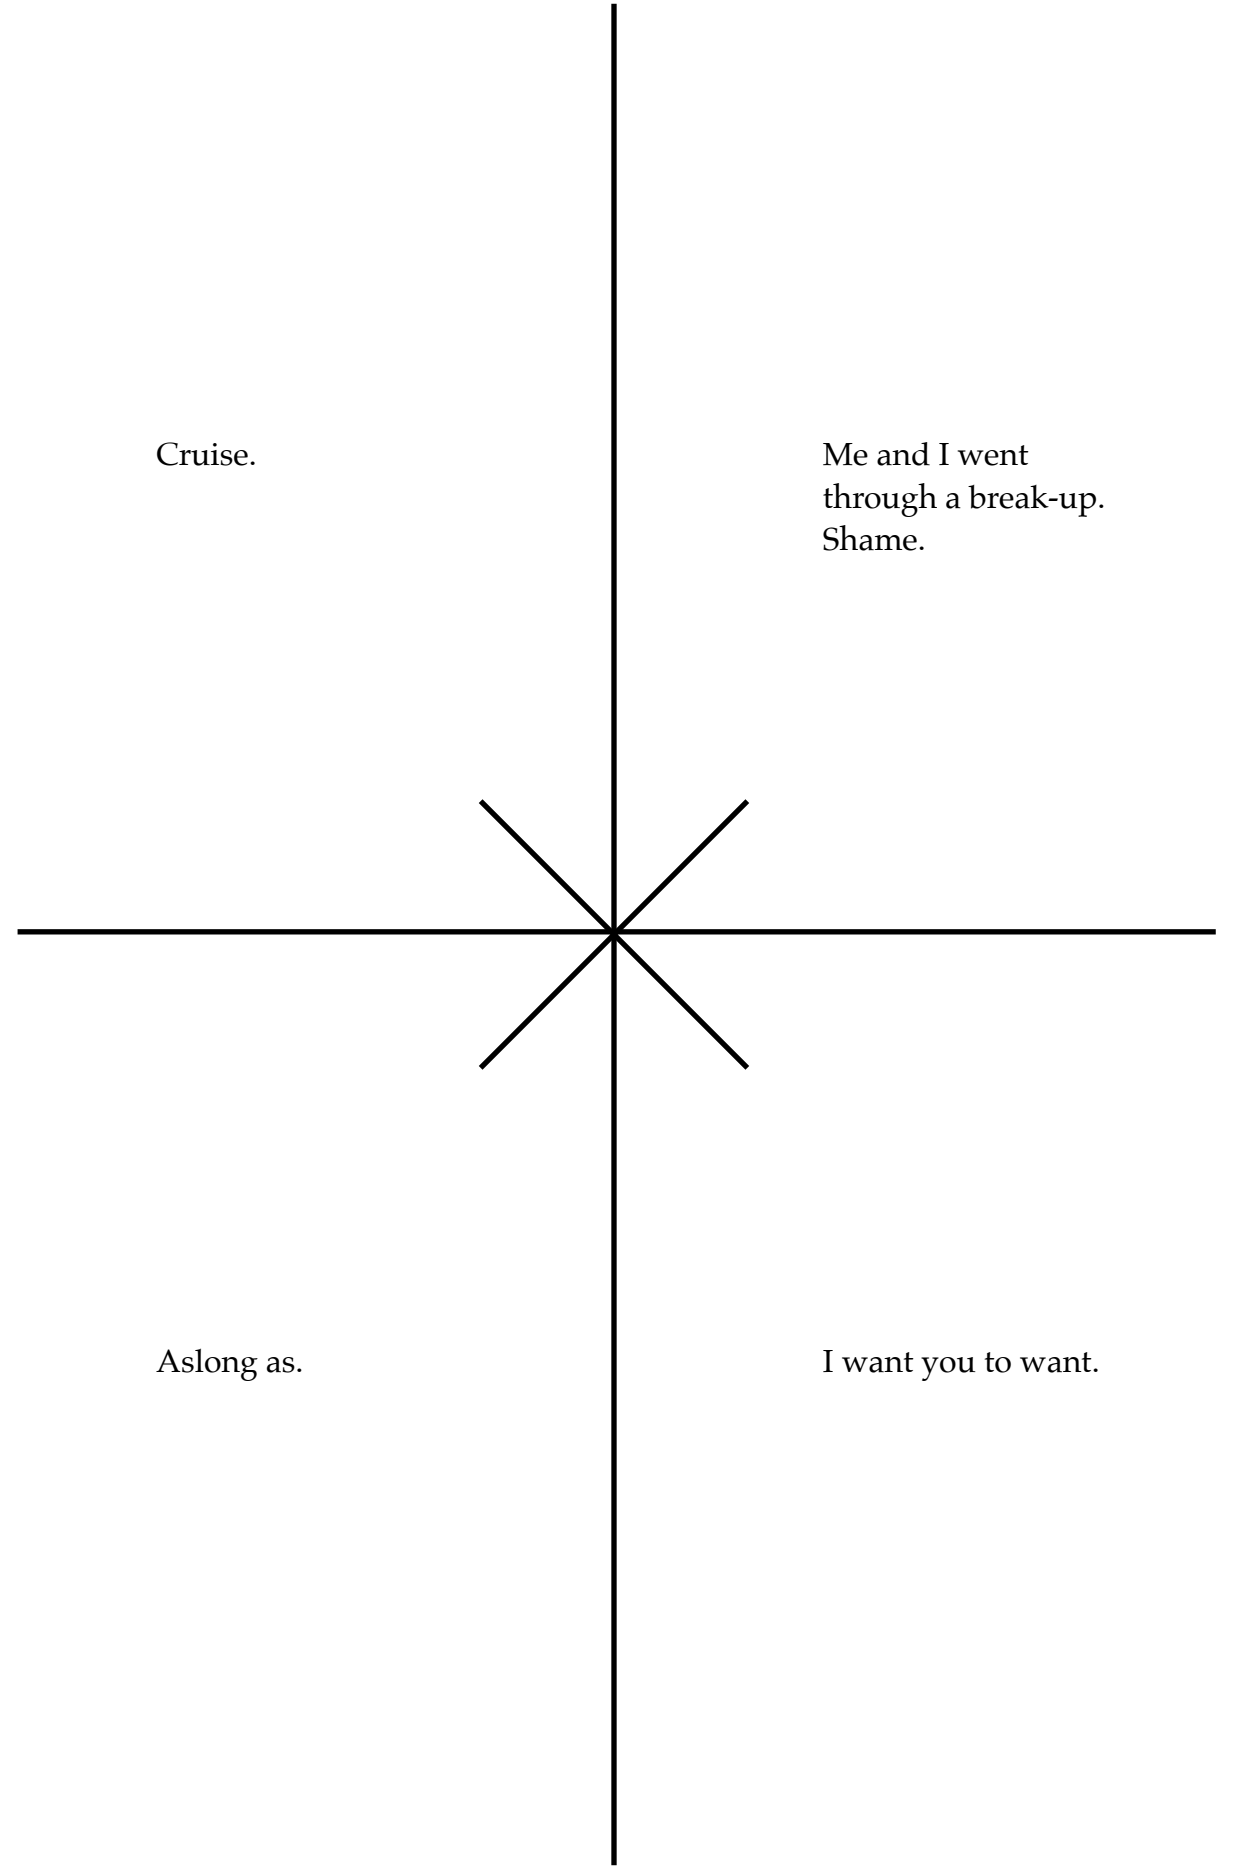 Cruise.
Me and I went
through a break-up.
Shame.
Aslong as.
I want you to want.